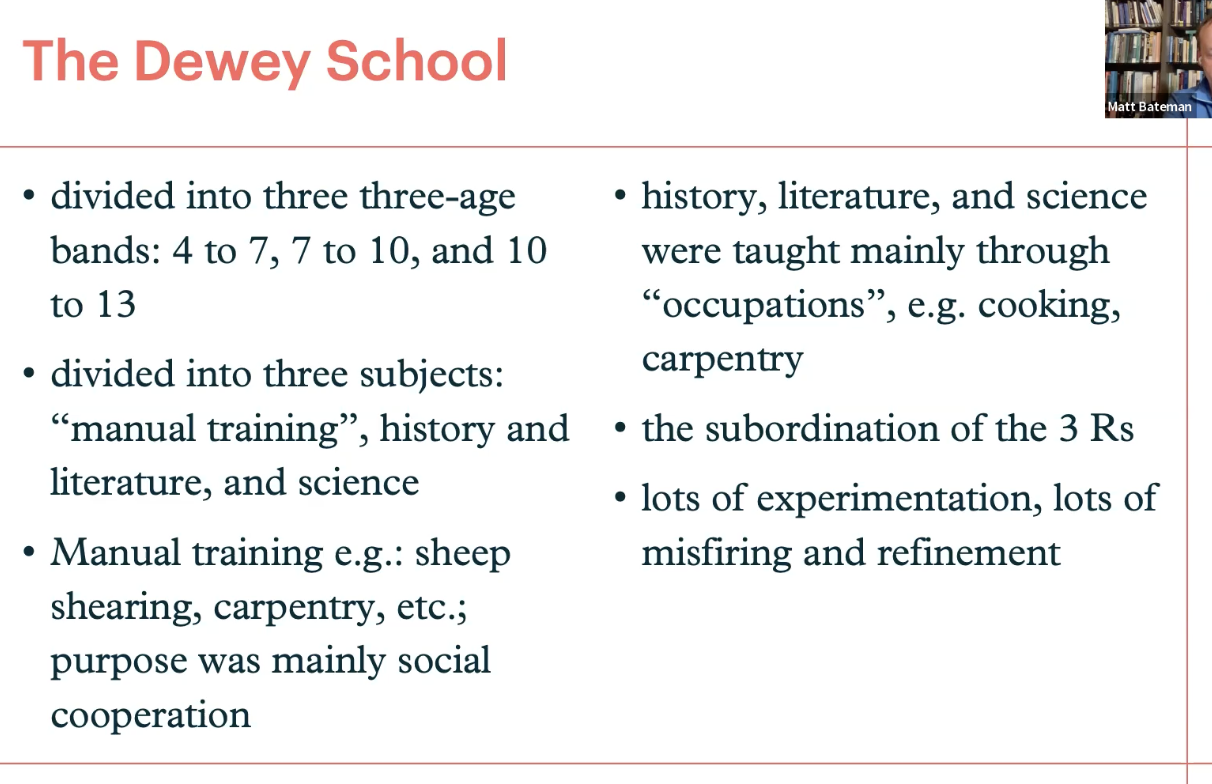 The Dewey School
Matt Bateman
• divided into three three-age
bands: 4 to 7, 7 to 10, and 10
to 13
• divided into three subjects:
“manual training”, history and
literature, and science
• Manual training e.g.: sheep
shearing, carpentry, etc.;
purpose was mainly social
cooperation
• history, literature, and science
were taught mainly through
“occupations”, e.g. cooking,
carpentry
• the subordination of the 3 Rs
• lots of experimentation, lots of
misfiring and refinement